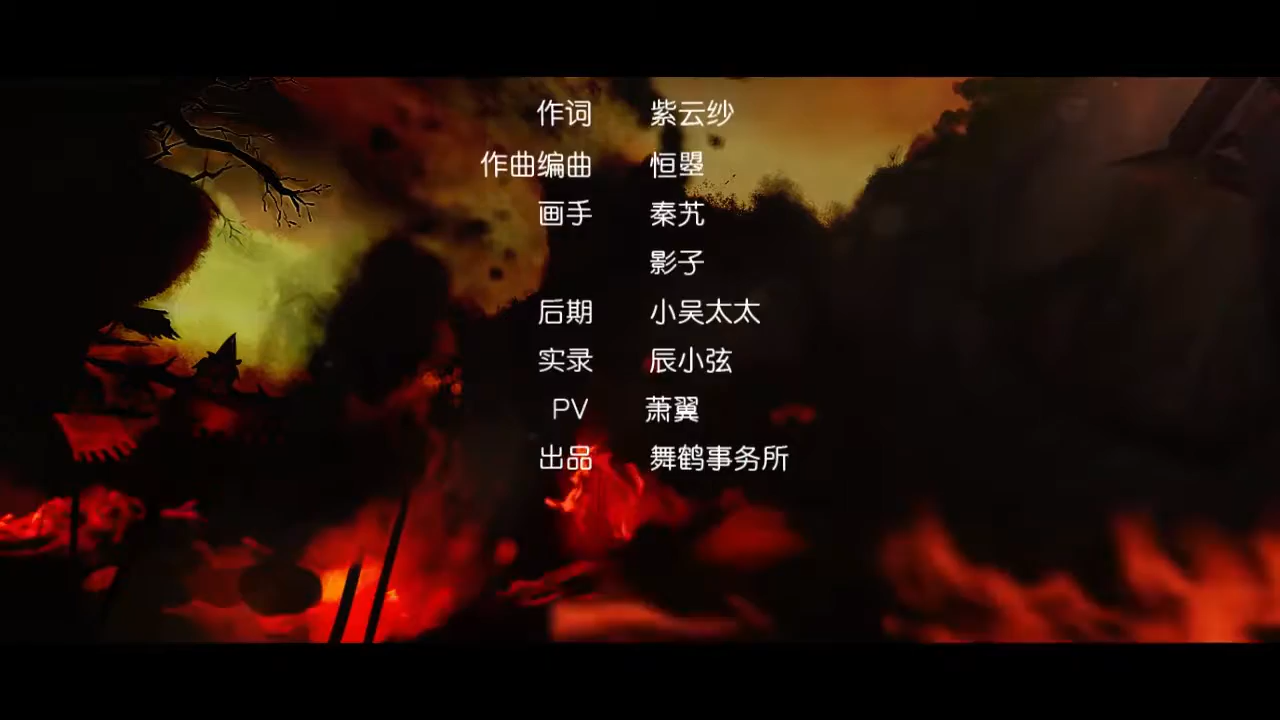 作词 紫云纱
作曲编曲 恒曌
画手 秦艽
影子
后期 小吴太太
实录 辰小弦
PV 萧翼
出品 舞鹤事务所